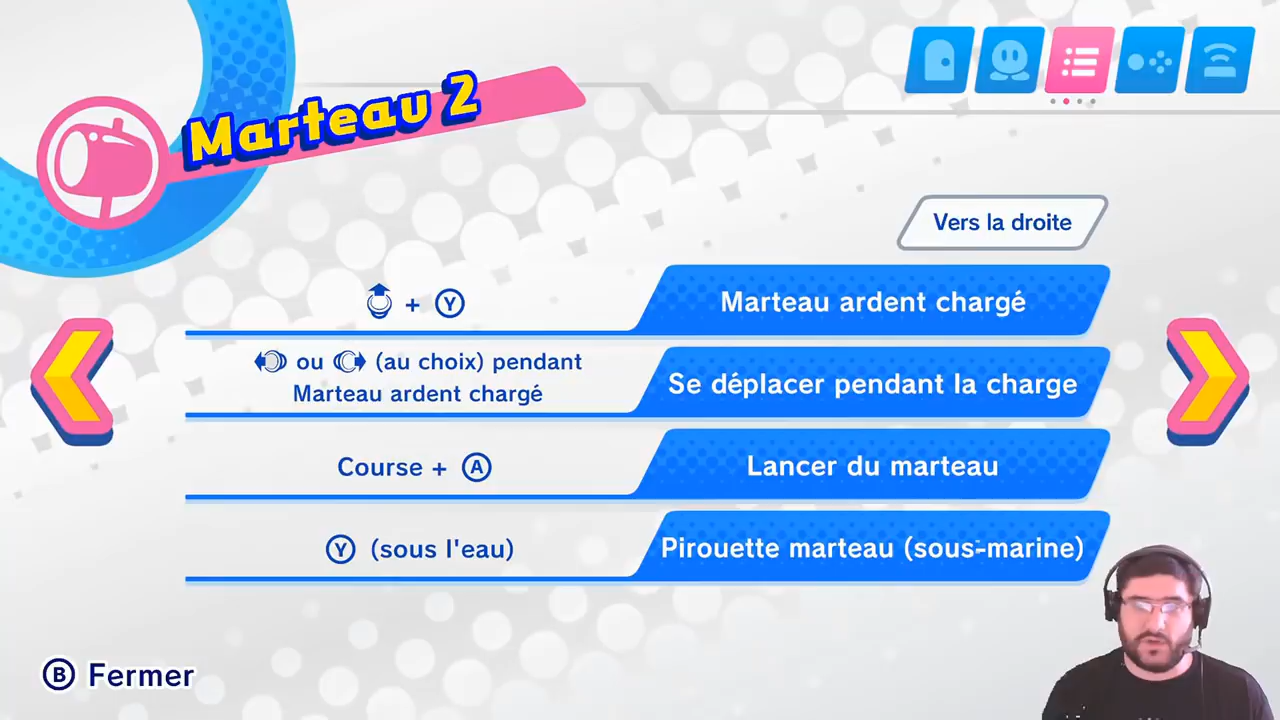 Marteau 2
Vers la droite
+ Y
Marteau ardent chargé
ou (au choix) pendant
Marteau ardent chargé
Se déplacer pendant la charge
Course + A
Lancer du marteau
Y (sous l'eau)
Pirouette marteau (sous-marine)
B Fermer